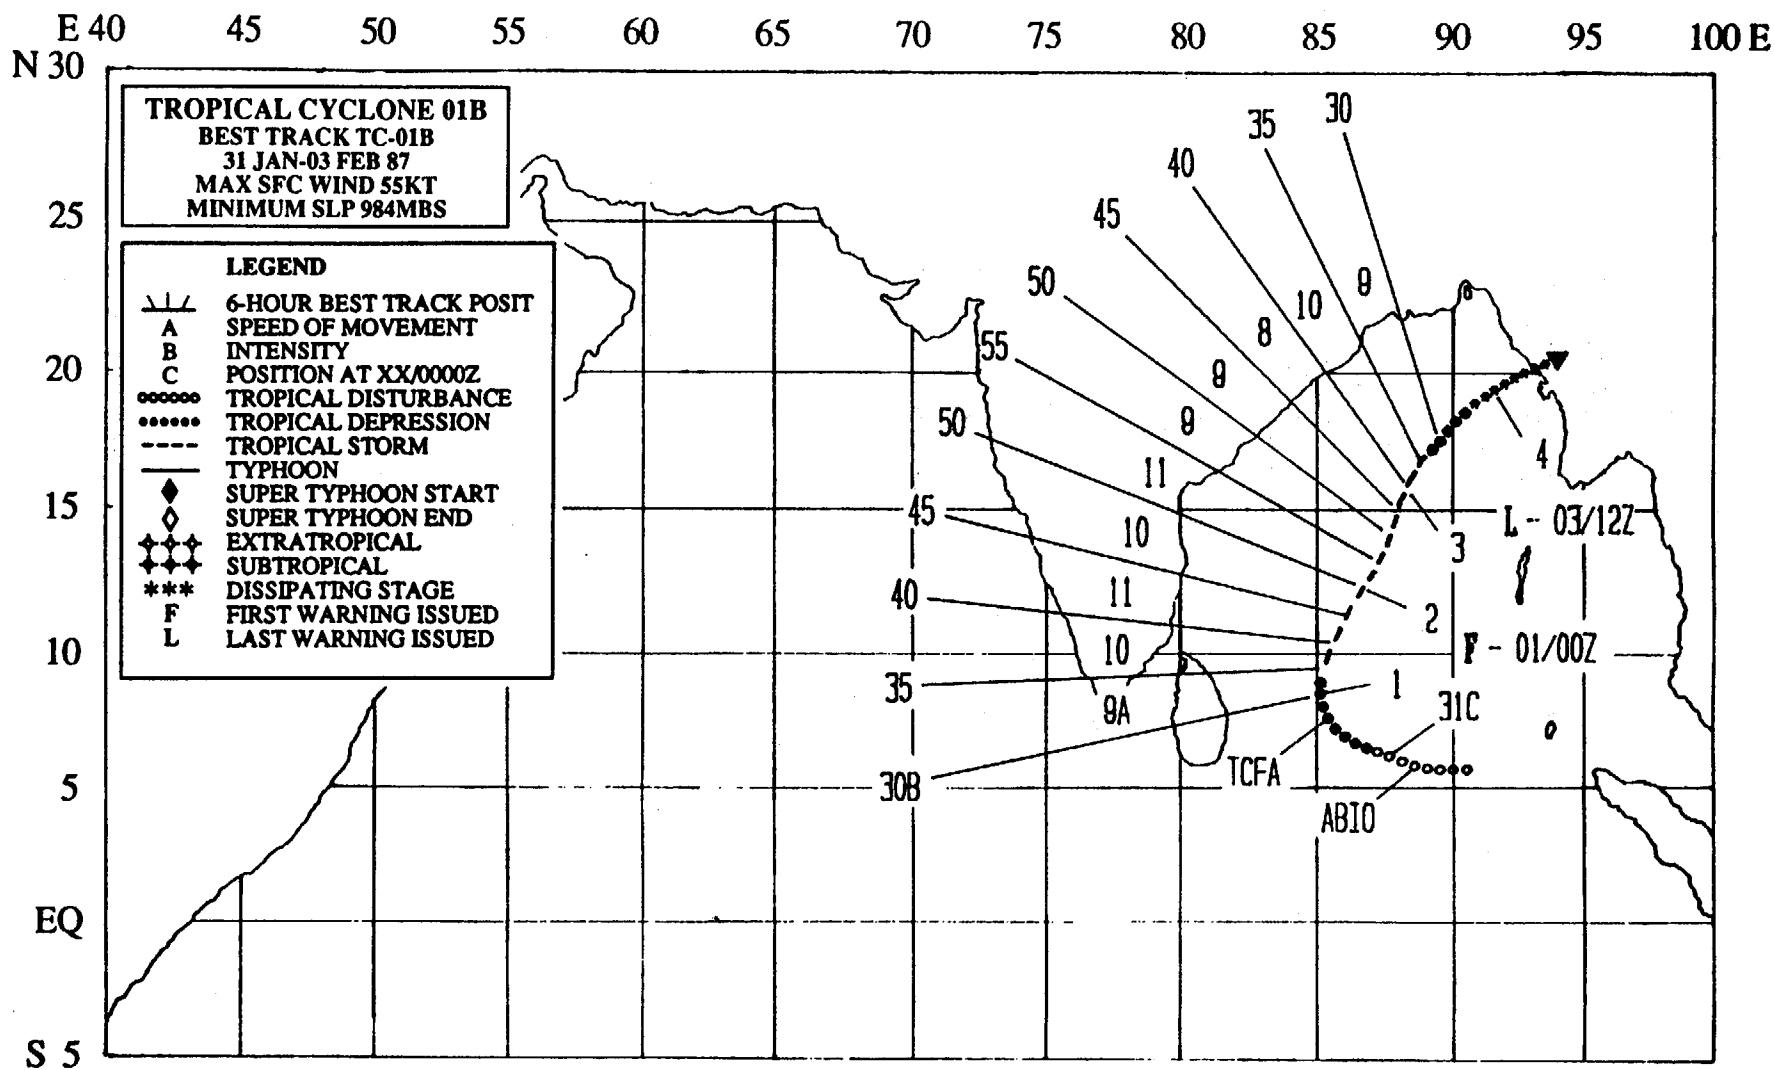 E 40 45 50 55 60 65 70 75 80 85 90 95 100 E
N 30
TROPICAL CYCLONE 01B
BEST TRACK TC-01B
31 JAN-03 FEB 87
MAX SFC WIND 55KT
MINIMUM SLP 984MBS
LEGEND
6-HOUR BEST TRACK POSIT
A SPEED OF MOVEMENT
B INTENSITY
C POSITION AT XX/0000Z
TROPICAL DISTURBANCE
TROPICAL DEPRESSION
TROPICAL STORM
TYPHOON
SUPER TYPHOON START
SUPER TYPHOON END
EXTRATROPICAL
SUBTROPICAL
*** DISSIPATING STAGE
F FIRST WARNING ISSUED
L LAST WARNING ISSUED
25
20
15
10
5
EQ
S 5
30
35
40
45
50
55
50
45
40
35
30B
9
10
8
9
9
11
10
11
10
9A
4
L - 03/12Z
3
2
F - 01/00Z
1
31C
TCFA
ABIO